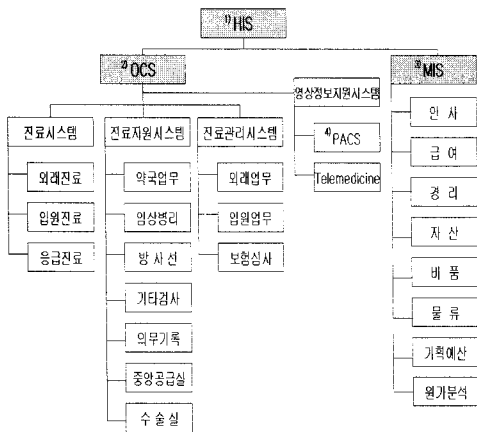 1)HIS
2)OCS
3)MIS
영상정보지원시스템
진료시스템
진료지원시스템
진료관리시스템
4)PACS
Telemedicine
외래진료
입원진료
응급진료
약국업무
임상병리
방 사 선
기타검사
의무기록
중앙공급실
수 술 실
외래업무
입원업무
보험심사
인 사
급 여
경 리
자 산
비 품
물 류
기획예산
원가분석